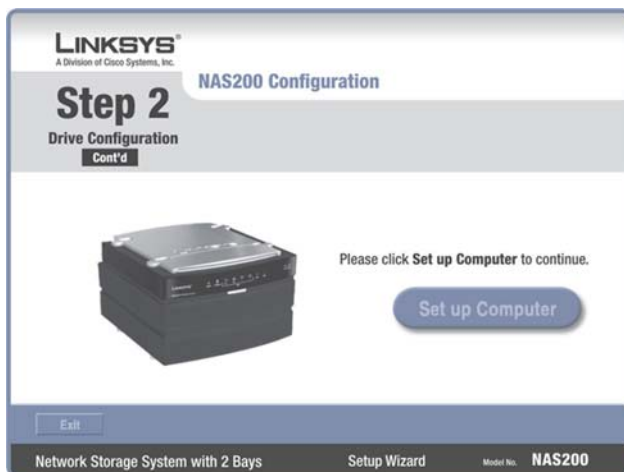 LINKSYS®
A Division of Cisco Systems, Inc.
NAS200 Configuration
Step 2
Drive Configuration
Cont'd
Please click Set up Computer to continue.
Set up Computer
Exit
Network Storage System with 2 Bays Setup Wizard Model No. NAS200